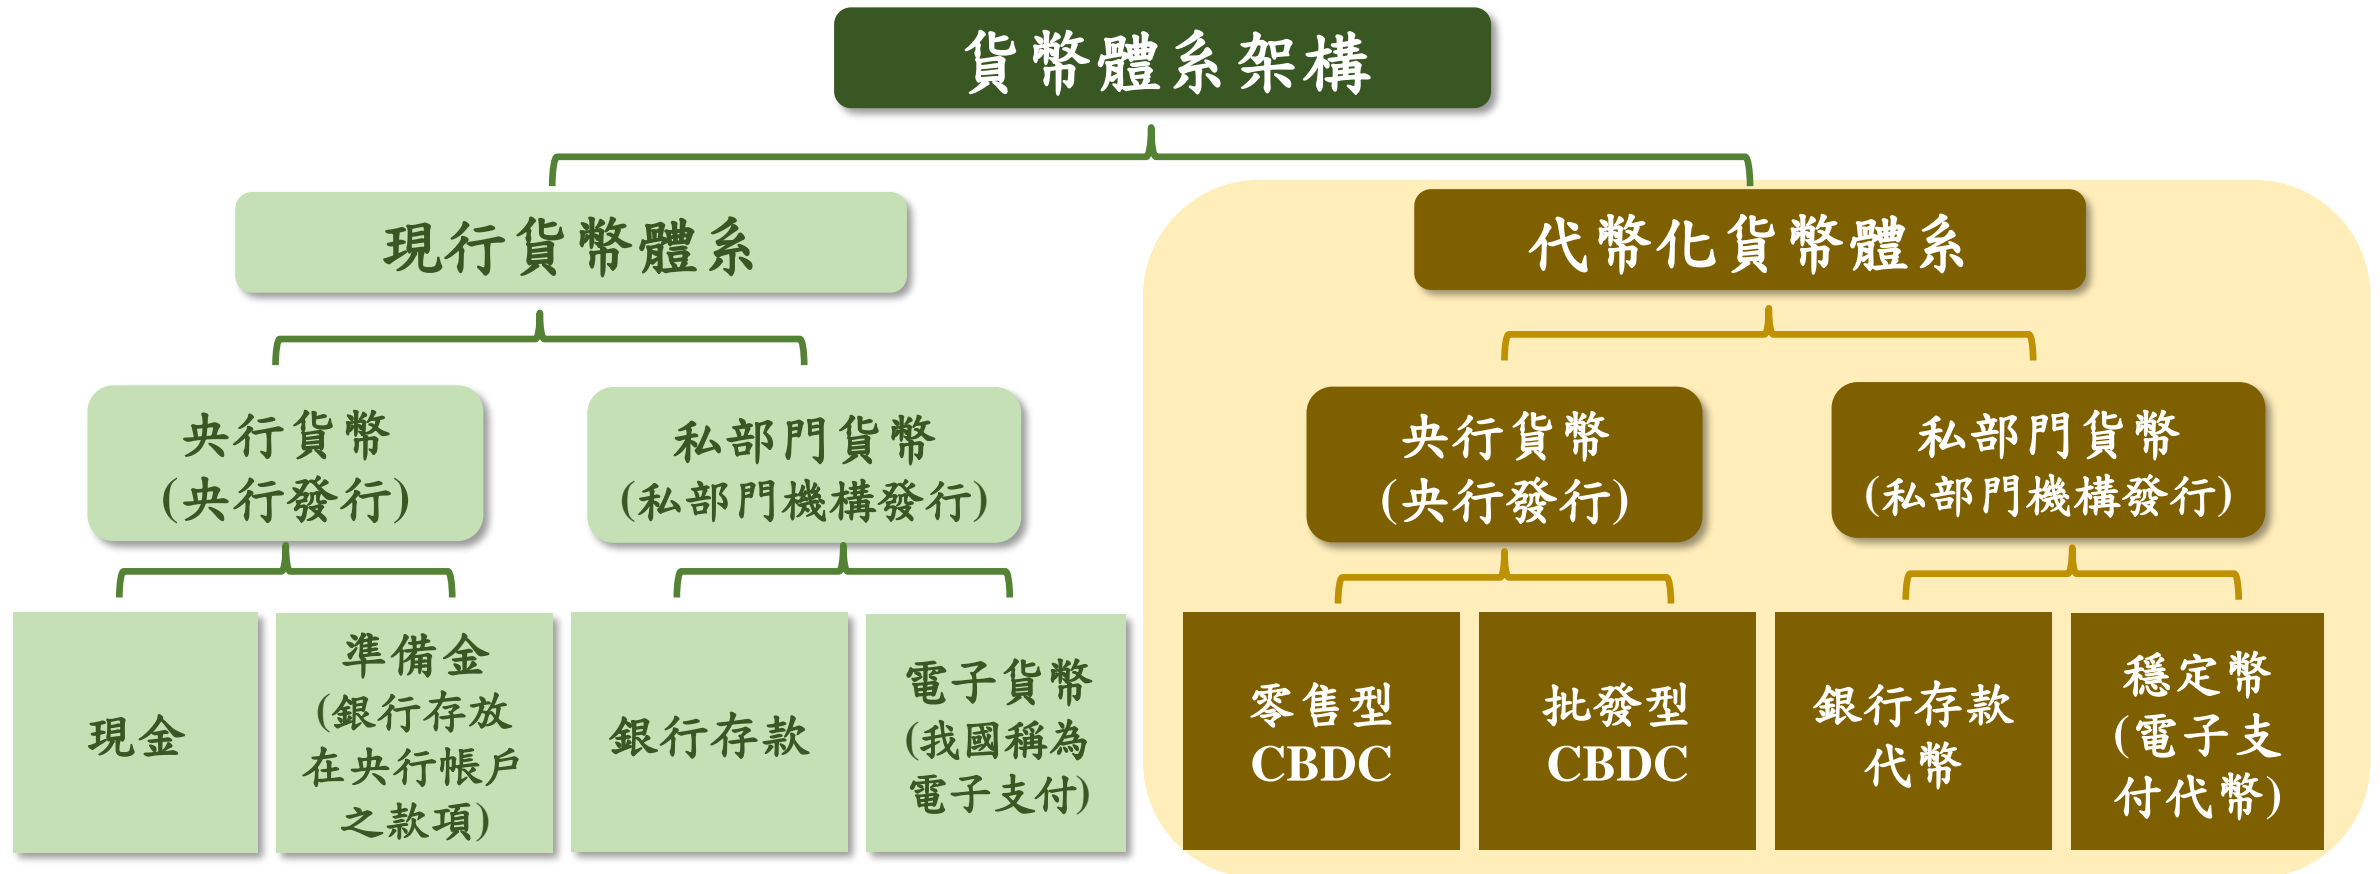 貨幣體系架構
現行貨幣體系
代幣化貨幣體系
央行貨幣
(央行發行)
私部門貨幣
(私部門機構發行)
央行貨幣
(央行發行)
私部門貨幣
(私部門機構發行)
現金
準備金
(銀行存放
在央行帳戶
之款項)
銀行存款
電子貨幣
(我國稱為
電子支付)
零售型
CBDC
批發型
CBDC
銀行存款
代幣
穩定幣
(電子支
付代幣)